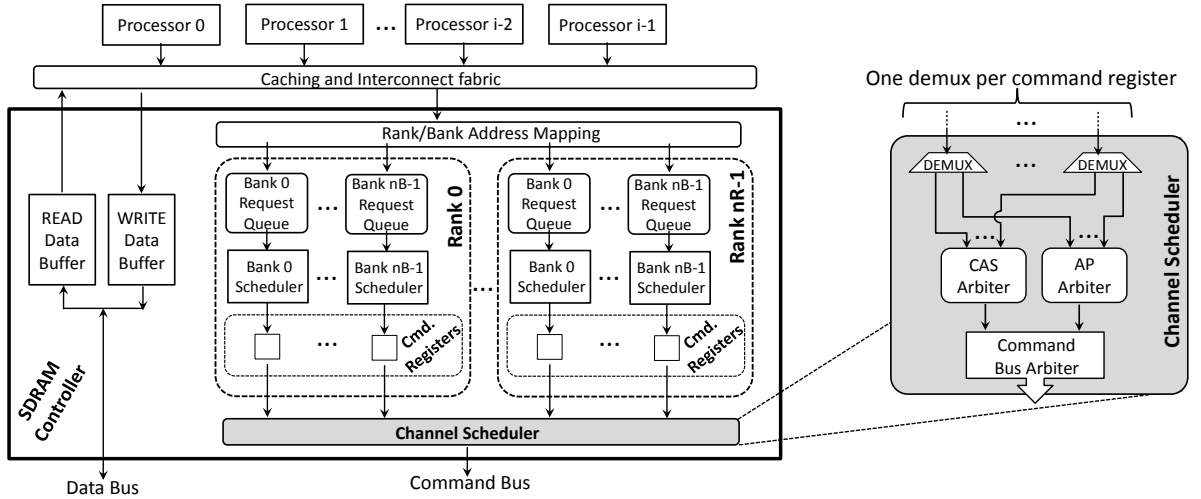 Processor 0
Processor 1
...
Processor i-2
Processor i-1
Caching and Interconnect fabric
Rank/Bank Address Mapping
READ
Data
Buffer
WRITE
Data
Buffer
Bank 0
Request
Queue
...
Bank nB-1
Request
Queue
Rank 0
Bank 0
Scheduler
...
Bank nB-1
Scheduler
...
Cmd.
Registers
...
Bank 0
Request
Queue
...
Bank nB-1
Request
Queue
Rank nR-1
Bank 0
Scheduler
...
Bank nB-1
Scheduler
...
Cmd.
Registers
SDRAM
Controller
Channel Scheduler
Data Bus
Command Bus
One demux per command register
...
DEMUX
...
DEMUX
...
...
CAS
Arbiter
AP
Arbiter
Command
Bus Arbiter
Channel Scheduler